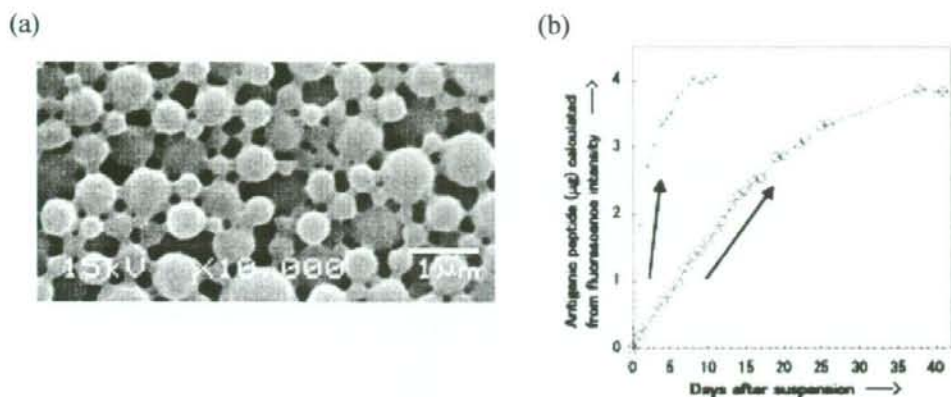 (a)
(b)
15kV X10,000 1μm
Antigenic peptide (μg) calculated
from fluorescence intensity →
4
3
2
1
0
0 5 10 15 20 25 30 35 40
Days after suspension →